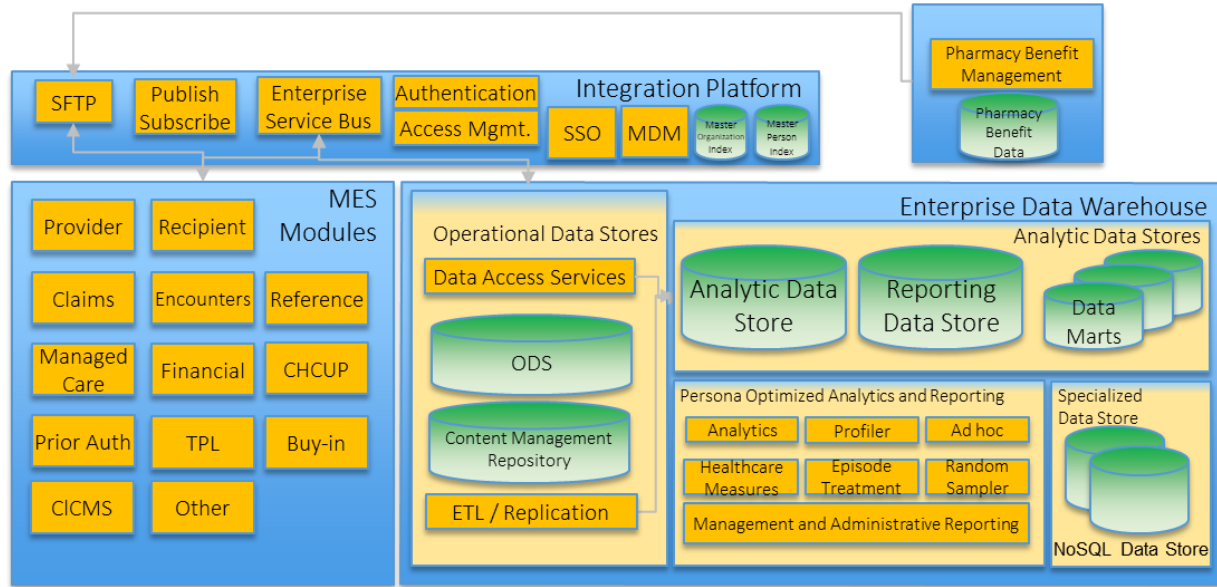 Pharmacy Benefit
Management
Pharmacy
Benefit
Data
Integration Platform
SFTP
Publish
Subscribe
Enterprise
Service Bus
Authentication
Access Mgmt.
SSO
MDM
Master
Organization
Index
Master
Person
Index
MES
Modules
Provider
Recipient
Claims
Encounters
Reference
Managed
Care
Financial
CHCUP
Prior Auth
TPL
Buy-in
CICMS
Other
Enterprise Data Warehouse
Operational Data Stores
Data Access Services
ODS
Content Management
Repository
ETL / Replication
Analytic Data Stores
Analytic Data
Store
Reporting
Data Store
Data
Marts
Persona Optimized Analytics and Reporting
Analytics
Profiler
Ad hoc
Healthcare
Measures
Episode
Treatment
Random
Sampler
Management and Administrative Reporting
Specialized
Data Store
NoSQL Data Store